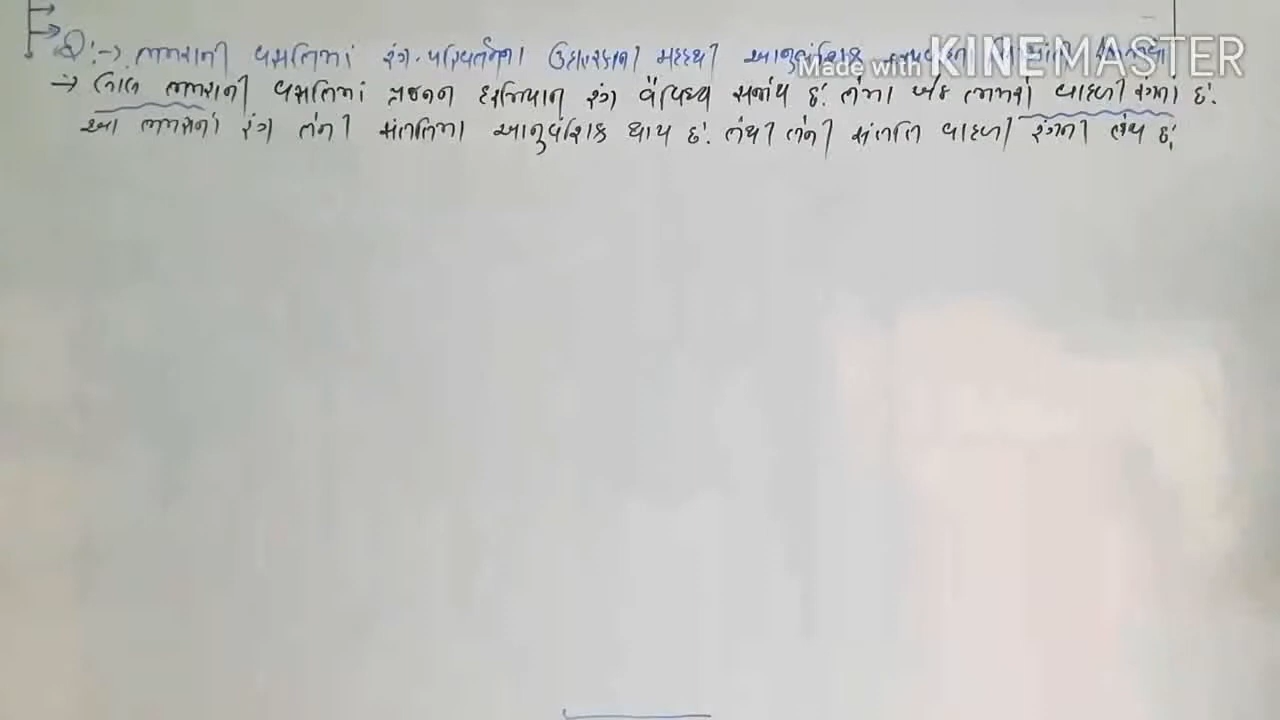 Q:→ ભમરાની વસતિમાં રંગ-પરિવર્તનના ઉદાહરણની મદદથી આનુવંશિક
Made with KINEMASTER
→ લાલ ભમરાની વસતિમાં પ્રજનન દરમિયાન રંગ વૈવિધ્ય સર્જાય છે. તેમાં એક ભમરો વાદળી રંગનો છે.
આ ભમરાનો રંગ તેની સંતતિમાં આનુવંશિક થાય છે. તેથી તેની સંતતિ વાદળી રંગની હોય છે.